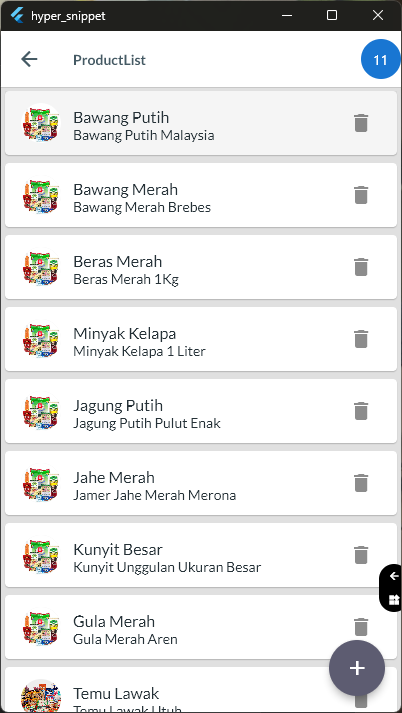 hyper_snippet
ProductList
11
Bawang Putih
Bawang Putih Malaysia
Bawang Merah
Bawang Merah Brebes
Beras Merah
Beras Merah 1Kg
Minyak Kelapa
Minyak Kelapa 1 Liter
Jagung Putih
Jagung Putih Pulut Enak
Jahe Merah
Jamer Jahe Merah Merona
Kunyit Besar
Kunyit Unggulan Ukuran Besar
Gula Merah
Gula Merah Aren
Temu Lawak
Temu Lawak Utuh